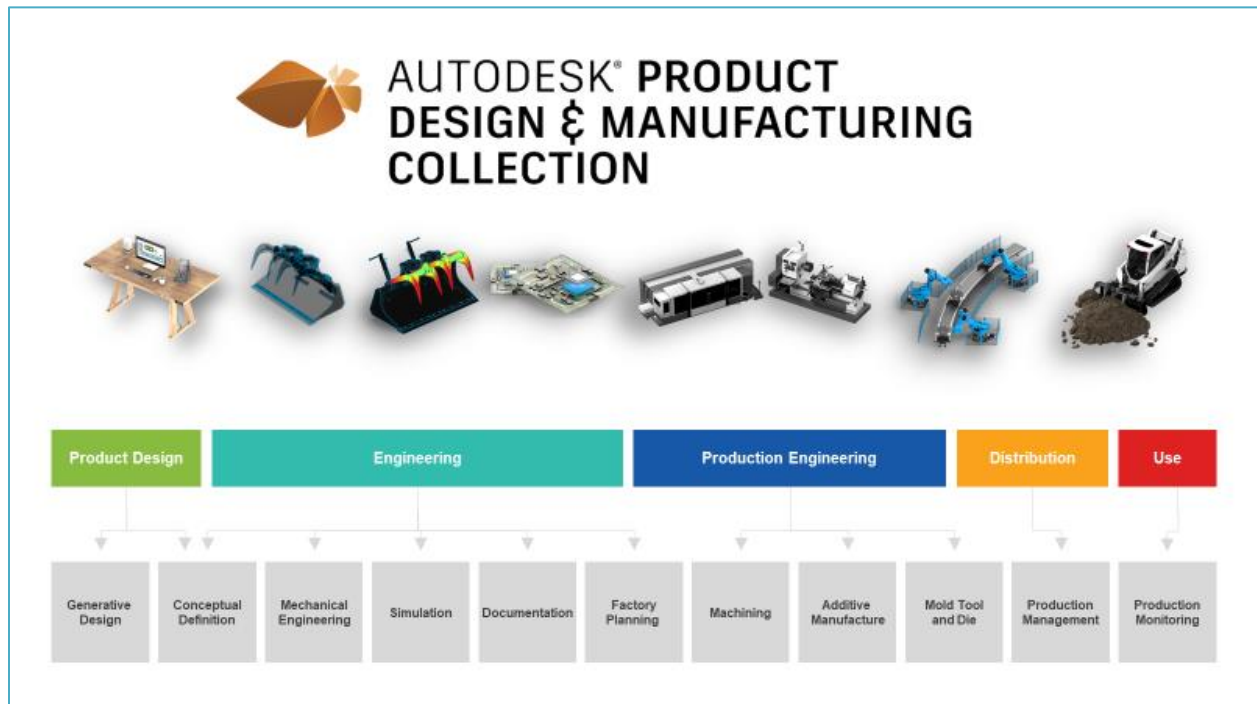 AUTODESK® PRODUCT
DESIGN & MANUFACTURING
COLLECTION
Product Design
Engineering
Production Engineering
Distribution
Use
Generative
Design
Conceptual
Definition
Mechanical
Engineering
Simulation
Documentation
Factory
Planning
Machining
Additive
Manufacture
Mold Tool
and Die
Production
Management
Production
Monitoring